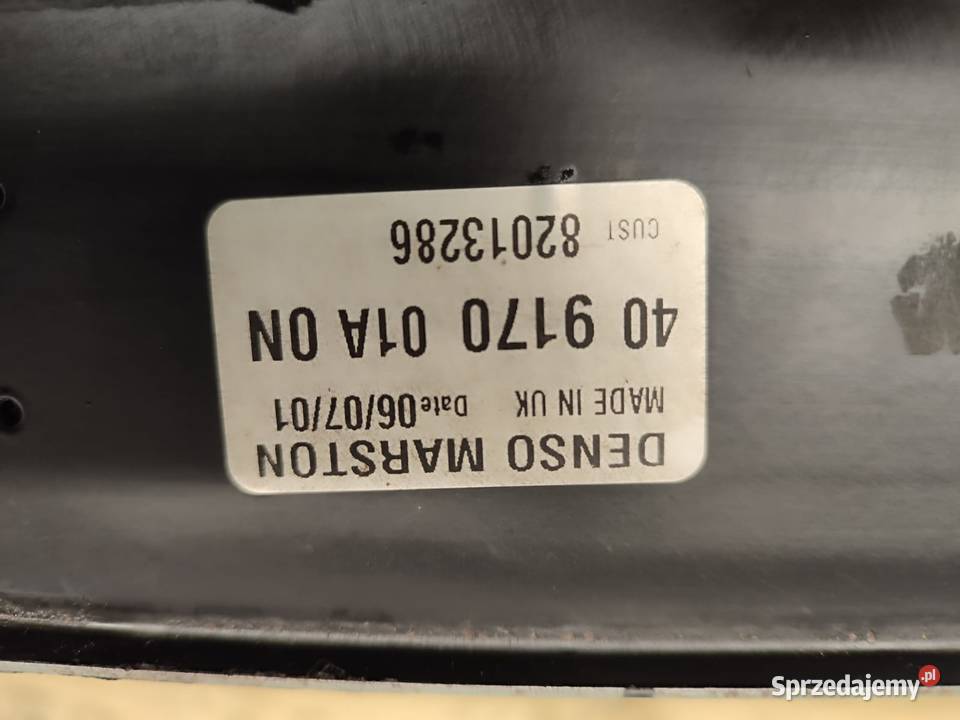 DENSO MARSTON
MADE IN UK Date 06/07/01
40 9170 01A 0N
CUST 82013286
Sprzedajemy.pl